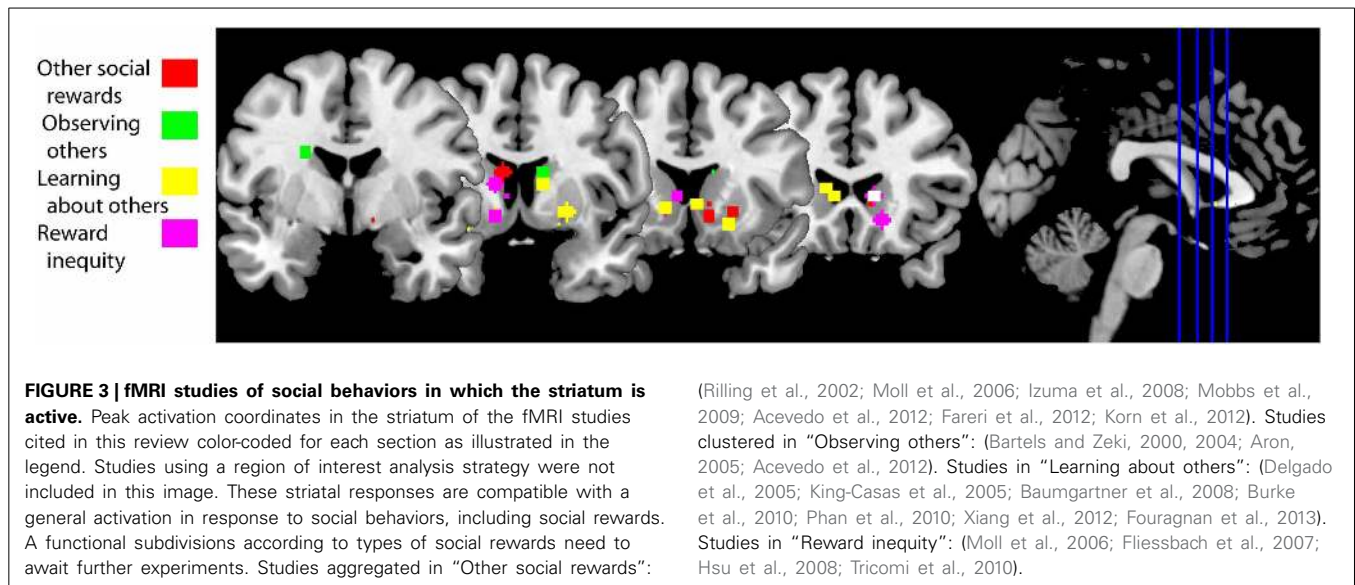 Other social
rewards
Observing
others
Learning
about others
Reward
inequity
FIGURE 3 | fMRI studies of social behaviors in which the striatum is
active. Peak activation coordinates in the striatum of the fMRI studies
cited in this review color-coded for each section as illustrated in the
legend. Studies using a region of interest analysis strategy were not
included in this image. These striatal responses are compatible with a
general activation in response to social behaviors, including social rewards.
A functional subdivisions according to types of social rewards need to
await further experiments. Studies aggregated in “Other social rewards”:
(Rilling et al., 2002; Moll et al., 2006; Izuma et al., 2008; Mobbs et al.,
2009; Acevedo et al., 2012; Fareri et al., 2012; Korn et al., 2012). Studies
clustered in “Observing others”: (Bartels and Zeki, 2000, 2004; Aron,
2005; Acevedo et al., 2012). Studies in “Learning about others”: (Delgado
et al., 2005; King-Casas et al., 2005; Baumgartner et al., 2008; Burke
et al., 2010; Phan et al., 2010; Xiang et al., 2012; Fouragnan et al., 2013).
Studies in “Reward inequity”: (Moll et al., 2006; Fliessbach et al., 2007;
Hsu et al., 2008; Tricomi et al., 2010).